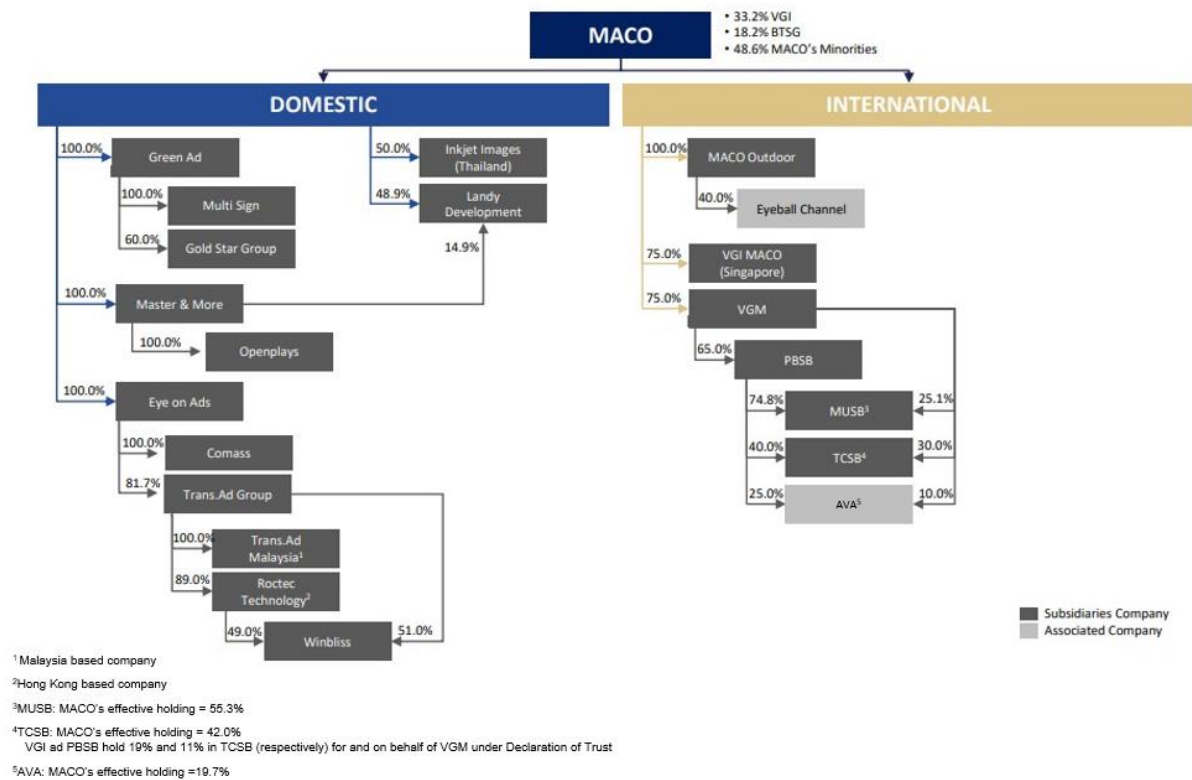 MACO
• 33.2% VGI
• 18.2% BTSG
• 48.6% MACO's Minorities
DOMESTIC
100.0%
Green Ad
100.0%
Multi Sign
60.0%
Gold Star Group
50.0%
Inkjet Images
(Thailand)
48.9%
Landy
Development
14.9%
100.0%
Master & More
100.0%
Openplays
100.0%
Eye on Ads
100.0%
Comass
81.7%
Trans.Ad Group
100.0%
Trans.Ad
Malaysia¹
89.0%
Roctec
Technology²
49.0%
Winbliss
51.0%
INTERNATIONAL
100.0%
MACO Outdoor
40.0%
Eyeball Channel
75.0%
VGI MACO
(Singapore)
75.0%
VGM
65.0%
PBSB
74.8%
MUSB³
25.1%
40.0%
TCSB⁴
30.0%
25.0%
AVA⁵
10.0%
Subsidiaries Company
Associated Company
¹ Malaysia based company
²Hong Kong based company
³MUSB: MACO's effective holding = 55.3%
⁴TCSB: MACO's effective holding = 42.0%
VGI ad PBSB hold 19% and 11% in TCSB (respectively) for and on behalf of VGM under Declaration of Trust
⁵AVA: MACO's effective holding =19.7%